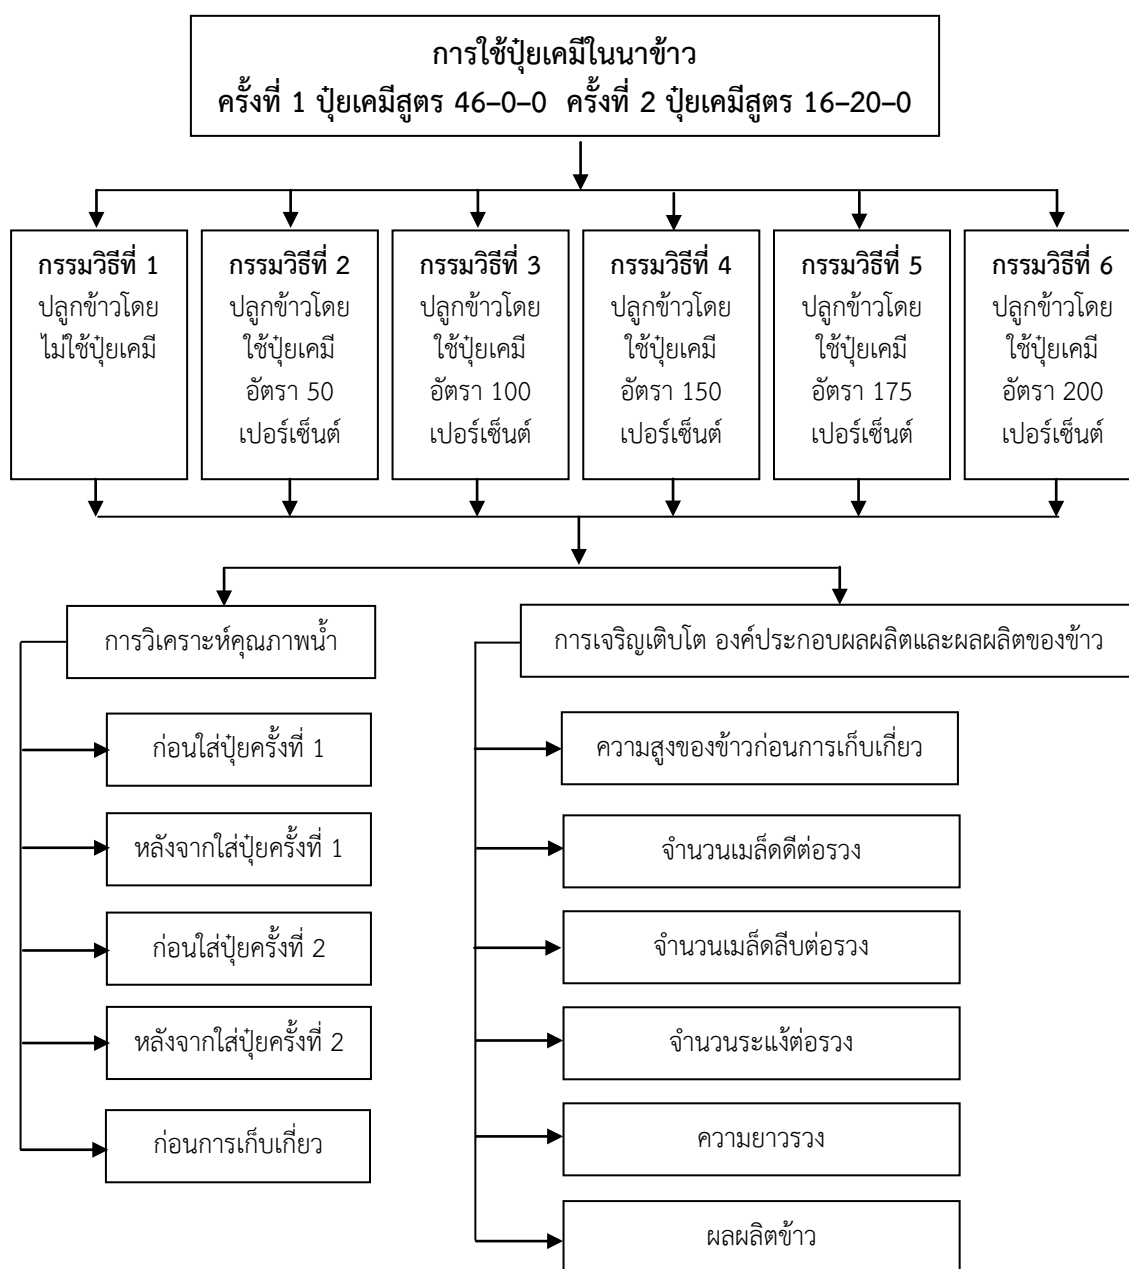 การใช้ปุ๋ยเคมีในนาข้าว
ครั้งที่ 1 ปุ๋ยเคมีสูตร 46–0–0 ครั้งที่ 2 ปุ๋ยเคมีสูตร 16–20–0
กรรมวิธีที่ 1
ปลูกข้าวโดย
ไม่ใช้ปุ๋ยเคมี
กรรมวิธีที่ 2
ปลูกข้าวโดย
ใช้ปุ๋ยเคมี
อัตรา 50
เปอร์เซ็นต์
กรรมวิธีที่ 3
ปลูกข้าวโดย
ใช้ปุ๋ยเคมี
อัตรา 100
เปอร์เซ็นต์
กรรมวิธีที่ 4
ปลูกข้าวโดย
ใช้ปุ๋ยเคมี
อัตรา 150
เปอร์เซ็นต์
กรรมวิธีที่ 5
ปลูกข้าวโดย
ใช้ปุ๋ยเคมี
อัตรา 175
เปอร์เซ็นต์
กรรมวิธีที่ 6
ปลูกข้าวโดย
ใช้ปุ๋ยเคมี
อัตรา 200
เปอร์เซ็นต์
การวิเคราะห์คุณภาพน้ำ
ก่อนใส่ปุ๋ยครั้งที่ 1
หลังจากใส่ปุ๋ยครั้งที่ 1
ก่อนใส่ปุ๋ยครั้งที่ 2
หลังจากใส่ปุ๋ยครั้งที่ 2
ก่อนการเก็บเกี่ยว
การเจริญเติบโต องค์ประกอบผลผลิตและผลผลิตของข้าว
ความสูงของข้าวก่อนการเก็บเกี่ยว
จำนวนเมล็ดดีต่อรวง
จำนวนเมล็ดลีบต่อรวง
จำนวนระแง้ต่อรวง
ความยาวรวง
ผลผลิตข้าว